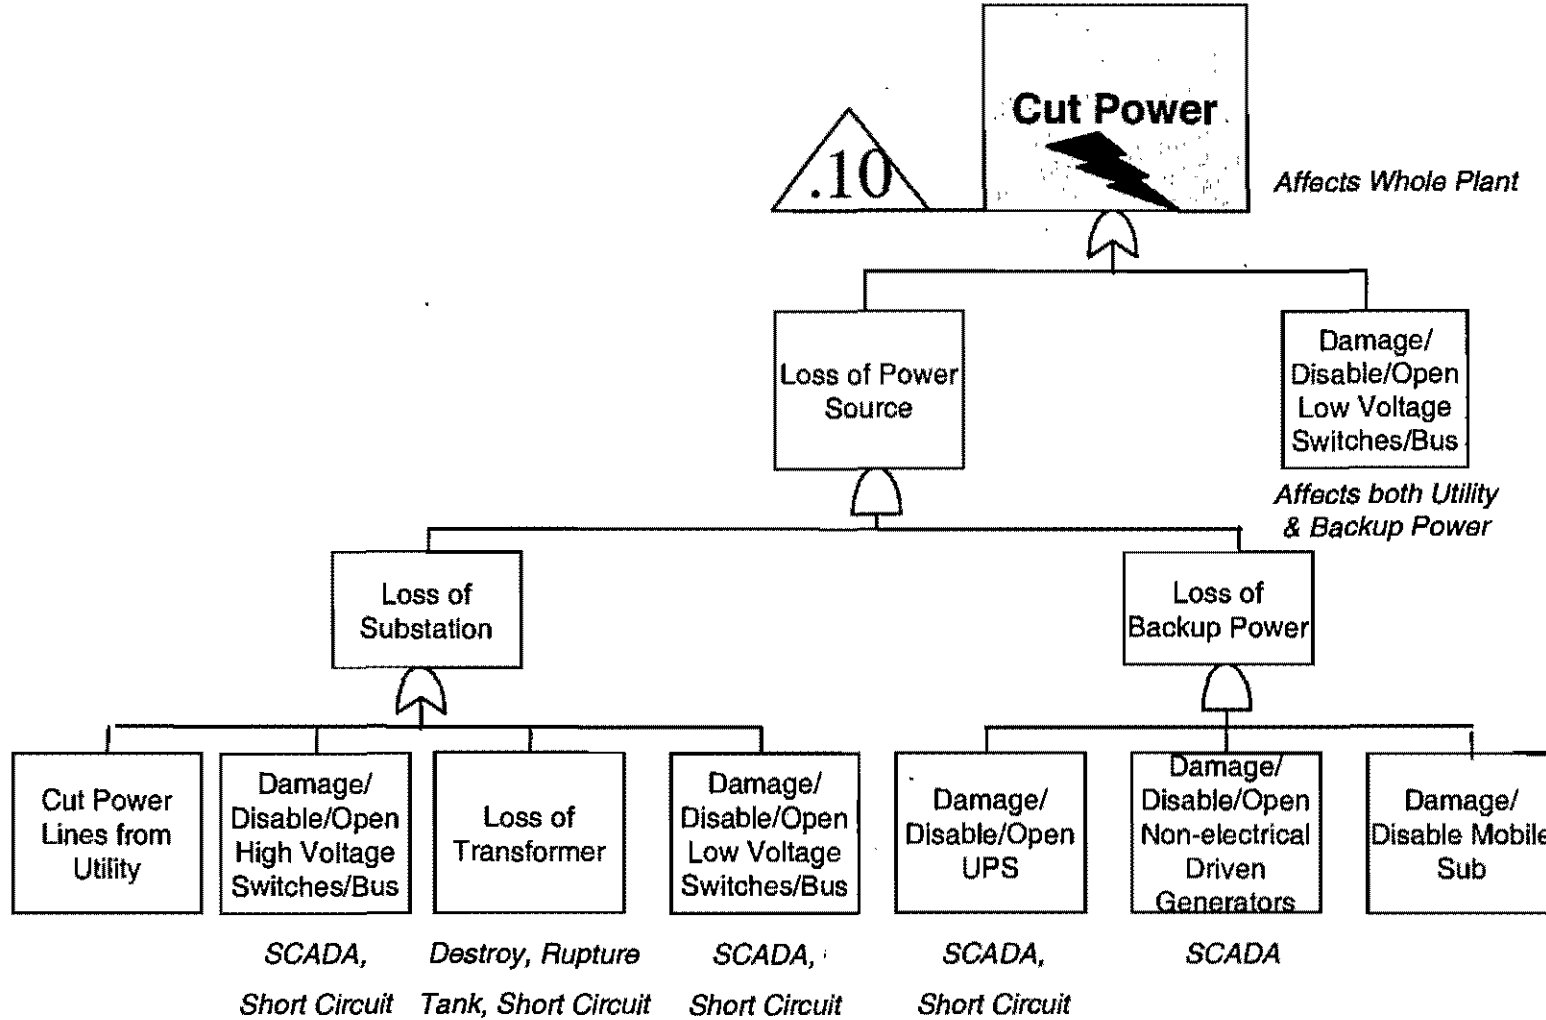 Cut Power
.10
Affects Whole Plant
Loss of Power
Source
Damage/
Disable/Open
Low Voltage
Switches/Bus
Affects both Utility
& Backup Power
Loss of
Substation
Loss of
Backup Power
Cut Power
Lines from
Utility
Damage/
Disable/Open
High Voltage
Switches/Bus
SCADA,
Short Circuit
Loss of
Transformer
Destroy, Rupture
Tank, Short Circuit
Damage/
Disable/Open
Low Voltage
Switches/Bus
SCADA,
Short Circuit
Damage/
Disable/Open
UPS
SCADA,
Short Circuit
Damage/
Disable/Open
Non-electrical
Driven
Generators
SCADA
Damage/
Disable Mobile
Sub